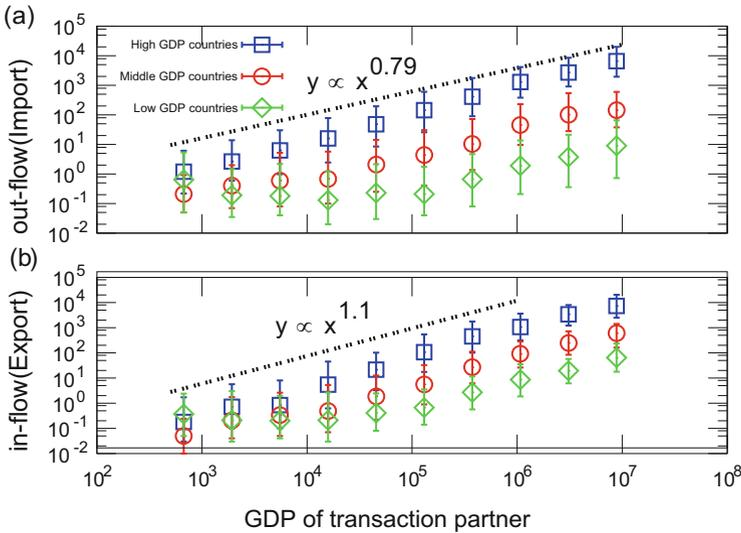 (a)
out-flow(Import)
10^5
10^4
10^3
10^2
10^1
10^0
10^-1
10^-2
High GDP countries
Middle GDP countries
Low GDP countries
y ∝ x^0.79
(b)
in-flow(Export)
10^5
10^4
10^3
10^2
10^1
10^0
10^-1
10^-2
y ∝ x^1.1
10^2 10^3 10^4 10^5 10^6 10^7 10^8
GDP of transaction partner